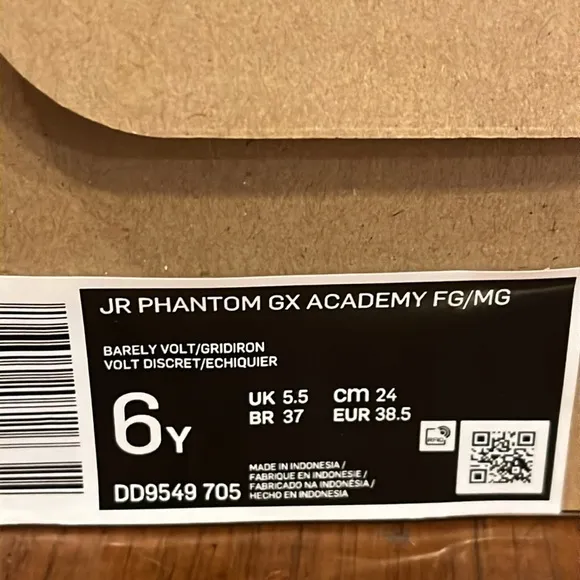 JR PHANTOM GX ACADEMY FG/MG
BARELY VOLT/GRIDIRON
VOLT DISCRET/ECHIQUIER
6Y
UK 5.5 cm 24
BR 37 EUR 38.5
MADE IN INDONESIA /
FABRIQUE EN INDONESIE /
FABRICADO NA INDONÉSIA /
HECHO EN INDONESIA
DD9549 705